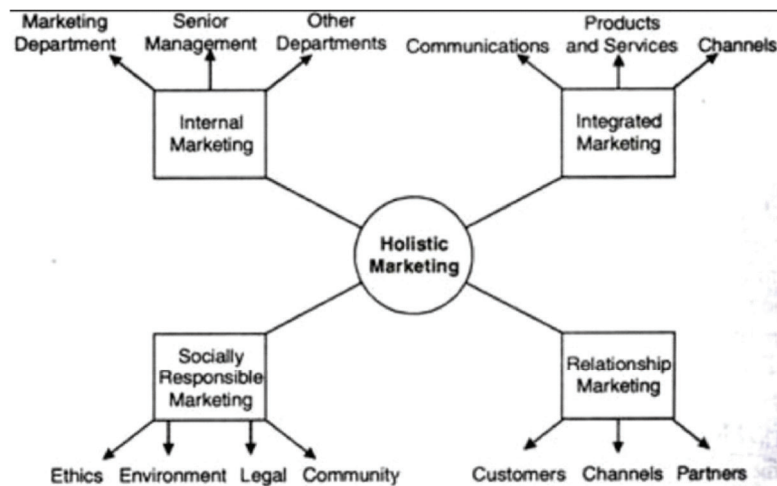 Marketing
Department
Senior
Management
Other
Departments
Communications
Products
and Services
Channels
Internal
Marketing
Integrated
Marketing
Holistic
Marketing
Socially
Responsible
Marketing
Relationship
Marketing
Ethics
Environment
Legal
Community
Customers
Channels
Partners